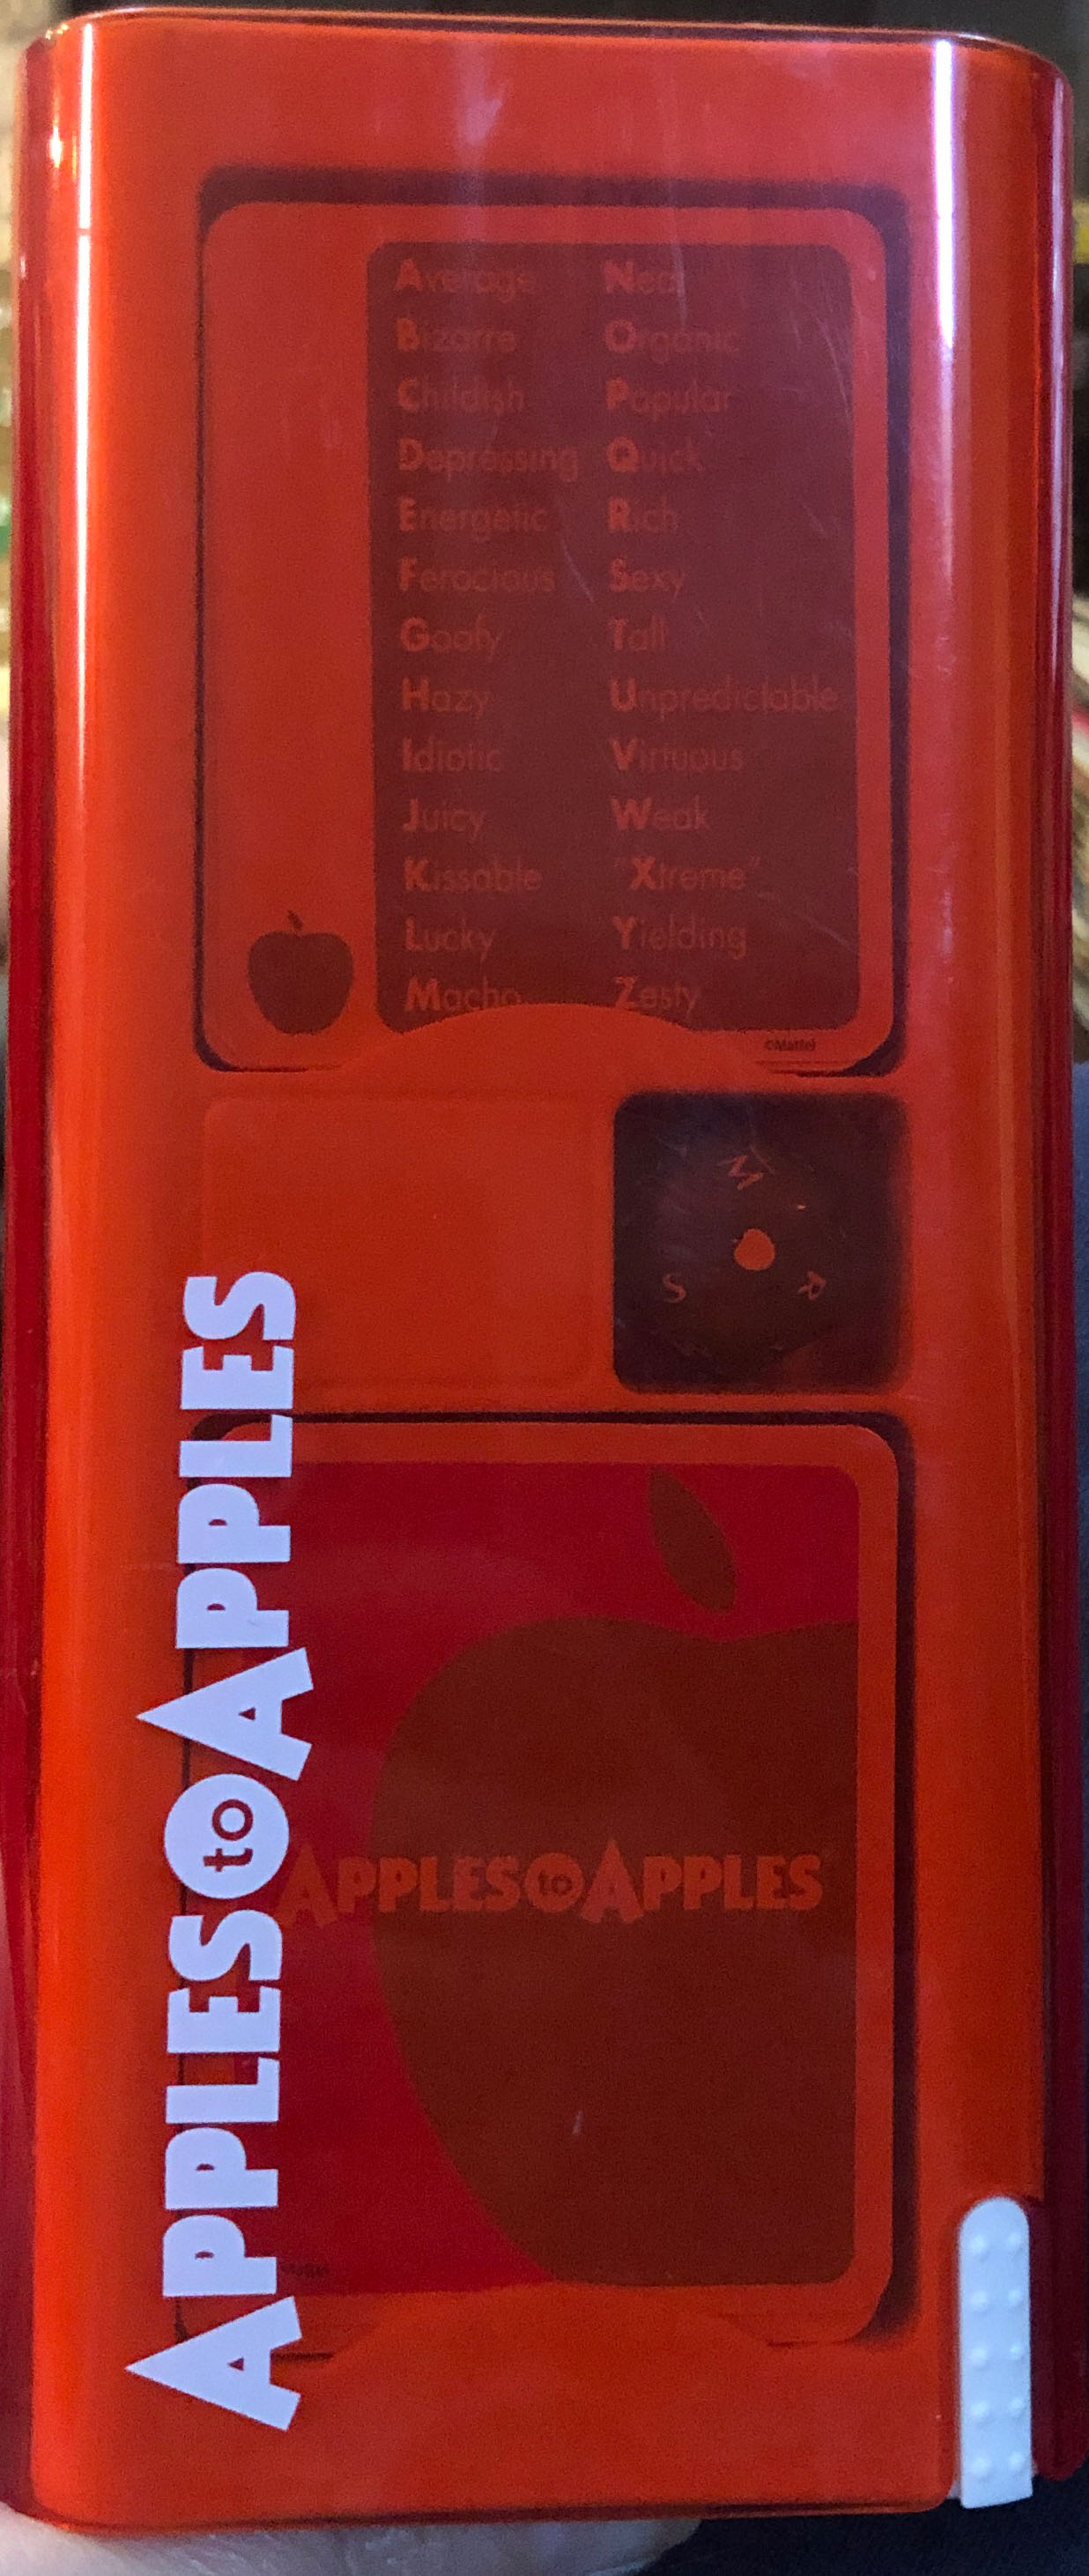 Average Neat
Bizarre Organic
Childish Popular
Depressing Quick
Energetic Rich
Ferocious Sexy
Goofy Tall
Hazy Unpredictable
Idiotic Virtuous
Juicy Weak
Kissable "Xtreme"
Lucky Yielding
Macho Zesty
©Mattel
M
S R
APPLES to APPLES
APPLES to APPLES